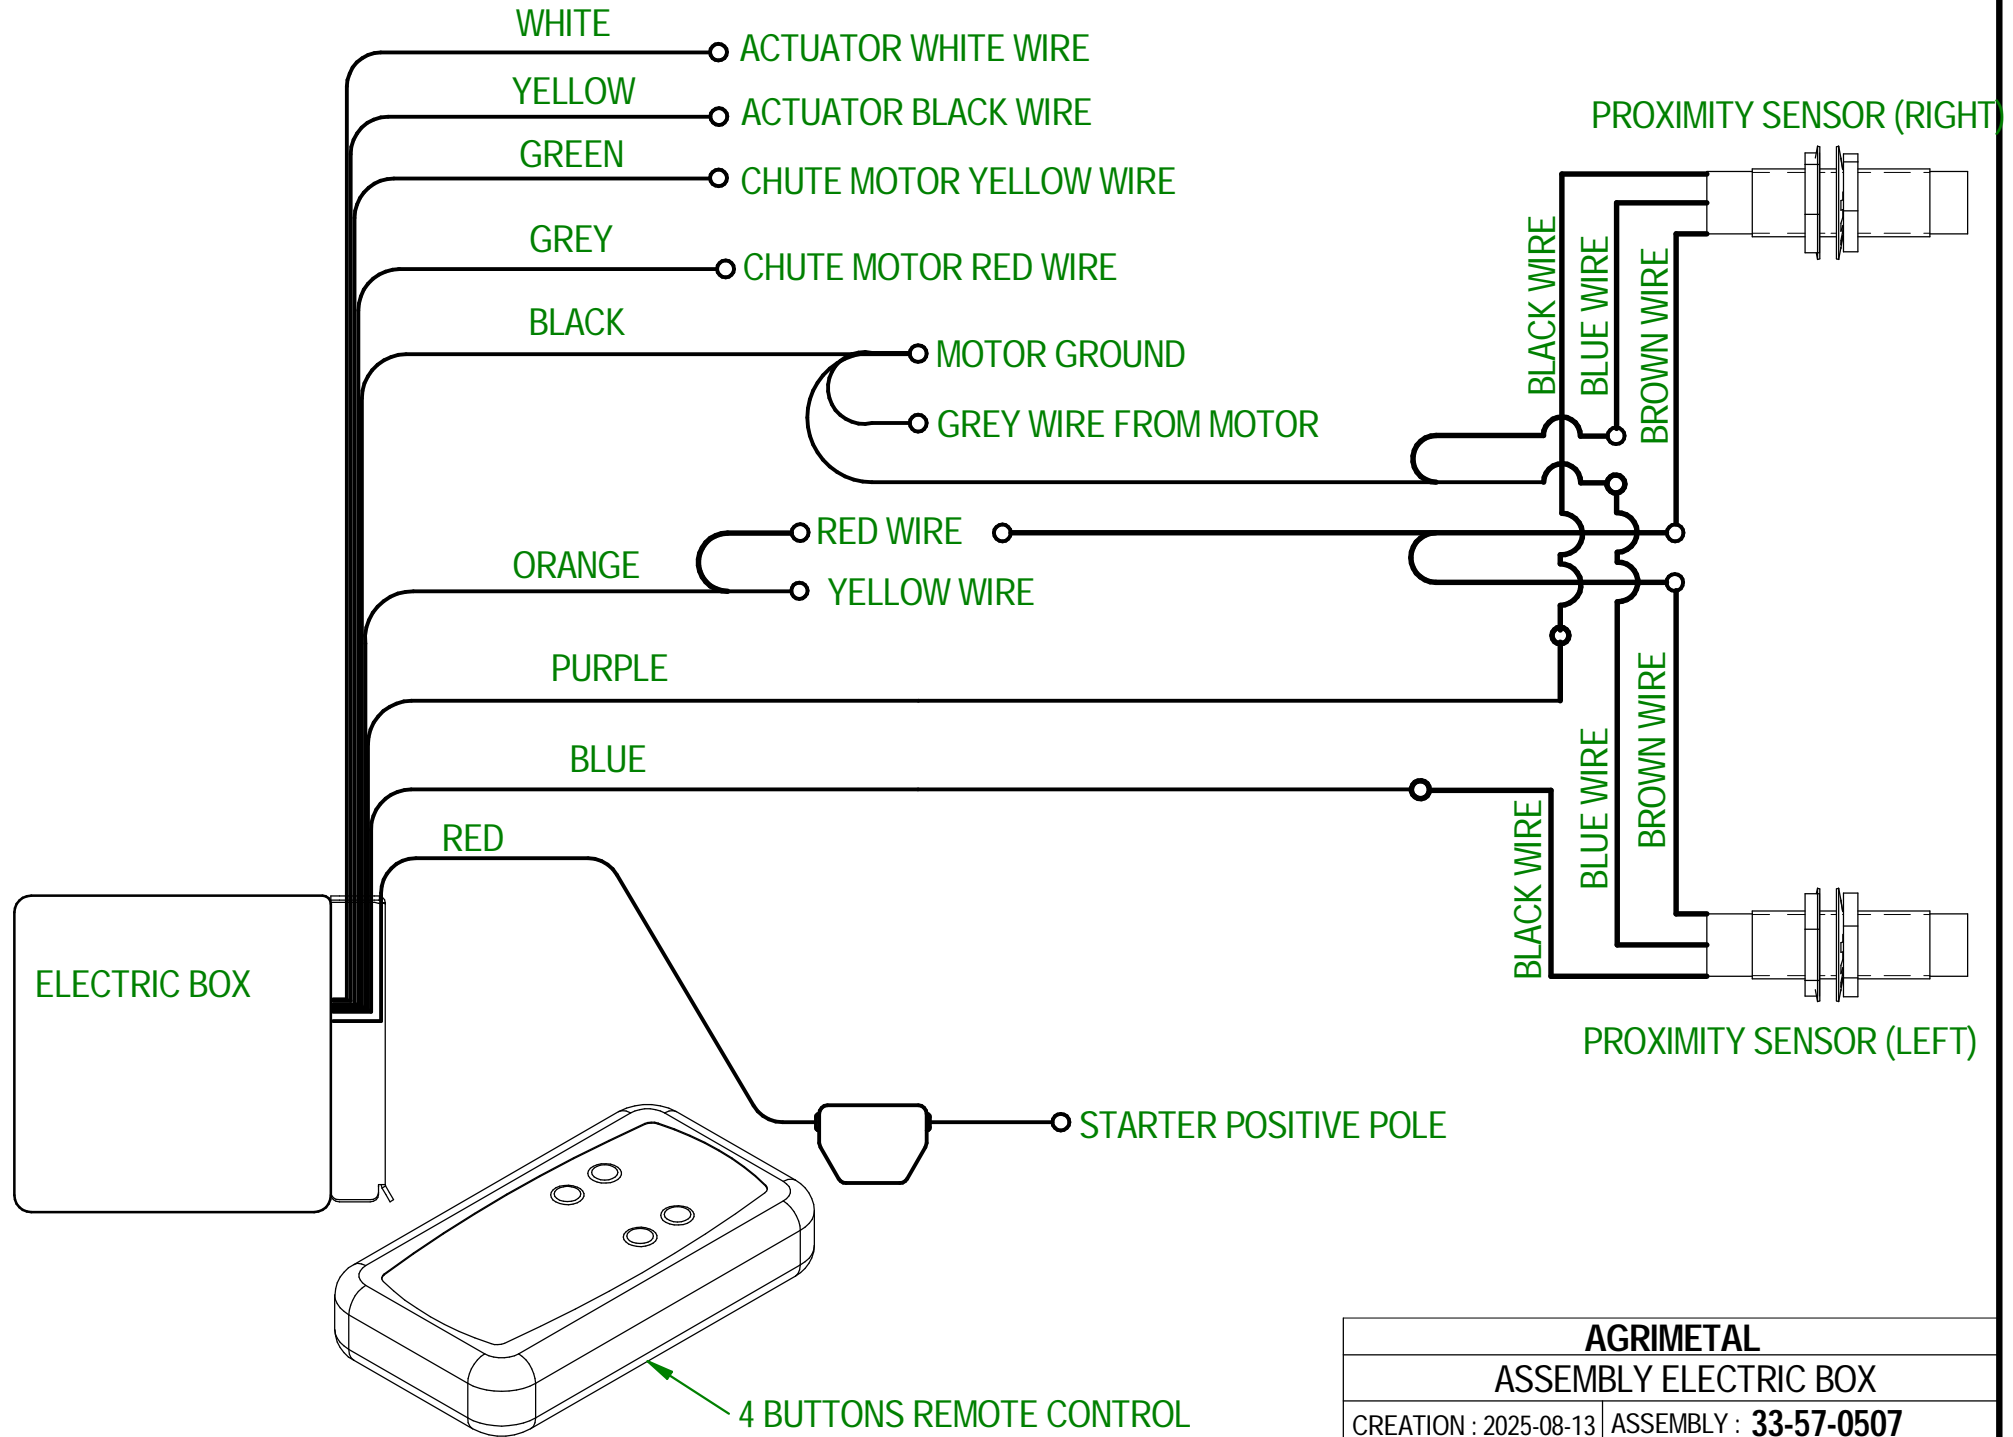 WHITE
ACTUATOR WHITE WIRE
YELLOW
ACTUATOR BLACK WIRE
PROXIMITY SENSOR (RIGHT)
GREEN
CHUTE MOTOR YELLOW WIRE
GREY
CHUTE MOTOR RED WIRE
BLACK WIRE
BLUE WIRE
BROWN WIRE
BLACK
MOTOR GROUND
GREY WIRE FROM MOTOR
RED WIRE
ORANGE
YELLOW WIRE
PURPLE
BLUE
BLACK WIRE
BLUE WIRE
BROWN WIRE
RED
ELECTRIC BOX
PROXIMITY SENSOR (LEFT)
STARTER POSITIVE POLE
4 BUTTONS REMOTE CONTROL
AGRIMETAL
ASSEMBLY ELECTRIC BOX
CREATION : 2025-08-13 ASSEMBLY : 33-57-0507